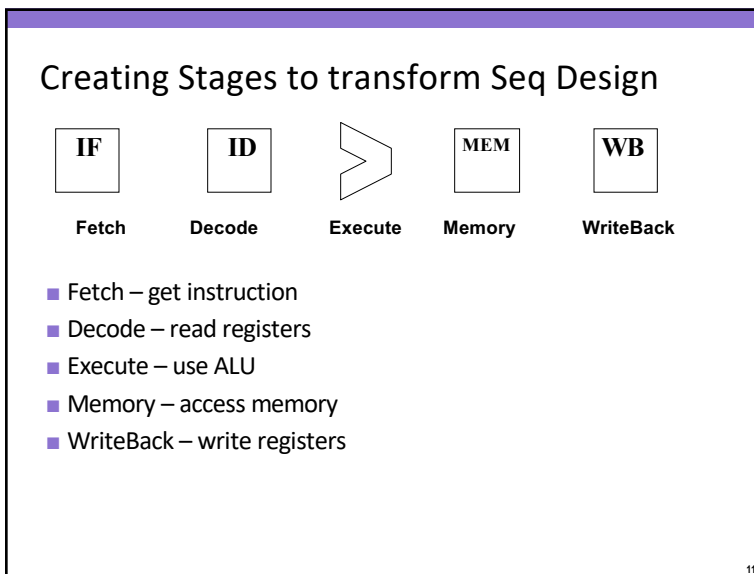 Creating Stages to transform Seq Design
IF ID MEM WB
Fetch Decode Execute Memory WriteBack
■ Fetch – get instruction
■ Decode – read registers
■ Execute – use ALU
■ Memory – access memory
■ WriteBack – write registers
11